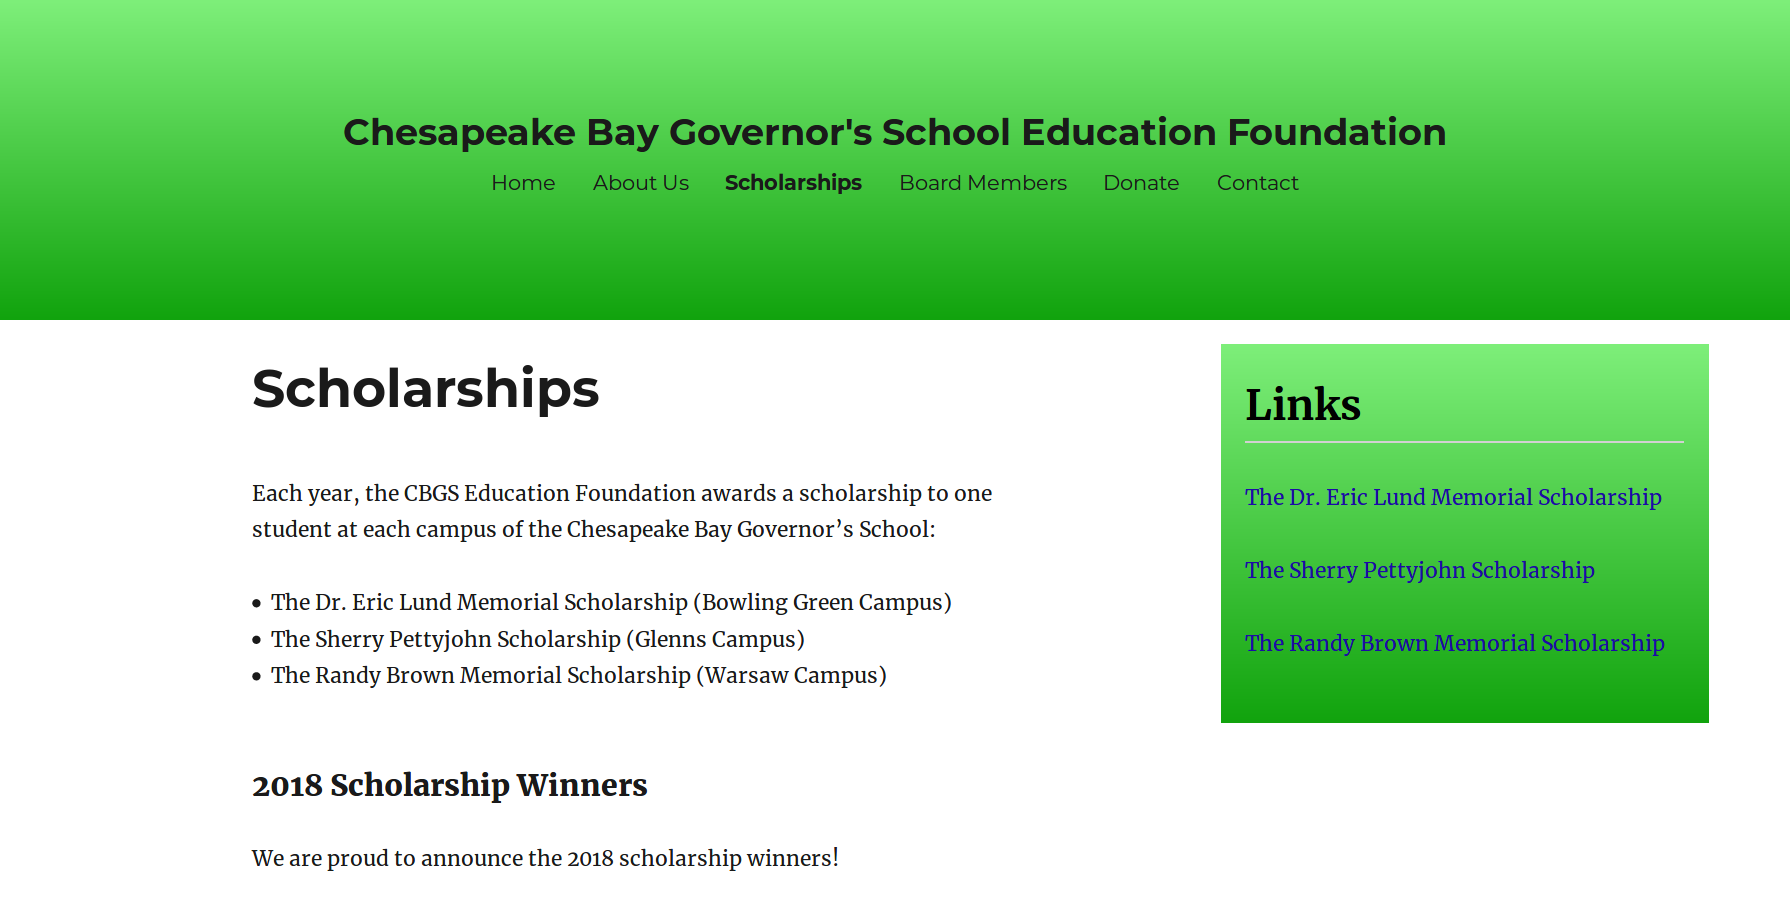 Chesapeake Bay Governor's School Education Foundation
Home About Us Scholarships Board Members Donate Contact
Scholarships
Each year, the CBGS Education Foundation awards a scholarship to one
student at each campus of the Chesapeake Bay Governor’s School:
• The Dr. Eric Lund Memorial Scholarship (Bowling Green Campus)
• The Sherry Pettyjohn Scholarship (Glenns Campus)
• The Randy Brown Memorial Scholarship (Warsaw Campus)
2018 Scholarship Winners
We are proud to announce the 2018 scholarship winners!
Links
The Dr. Eric Lund Memorial Scholarship
The Sherry Pettyjohn Scholarship
The Randy Brown Memorial Scholarship